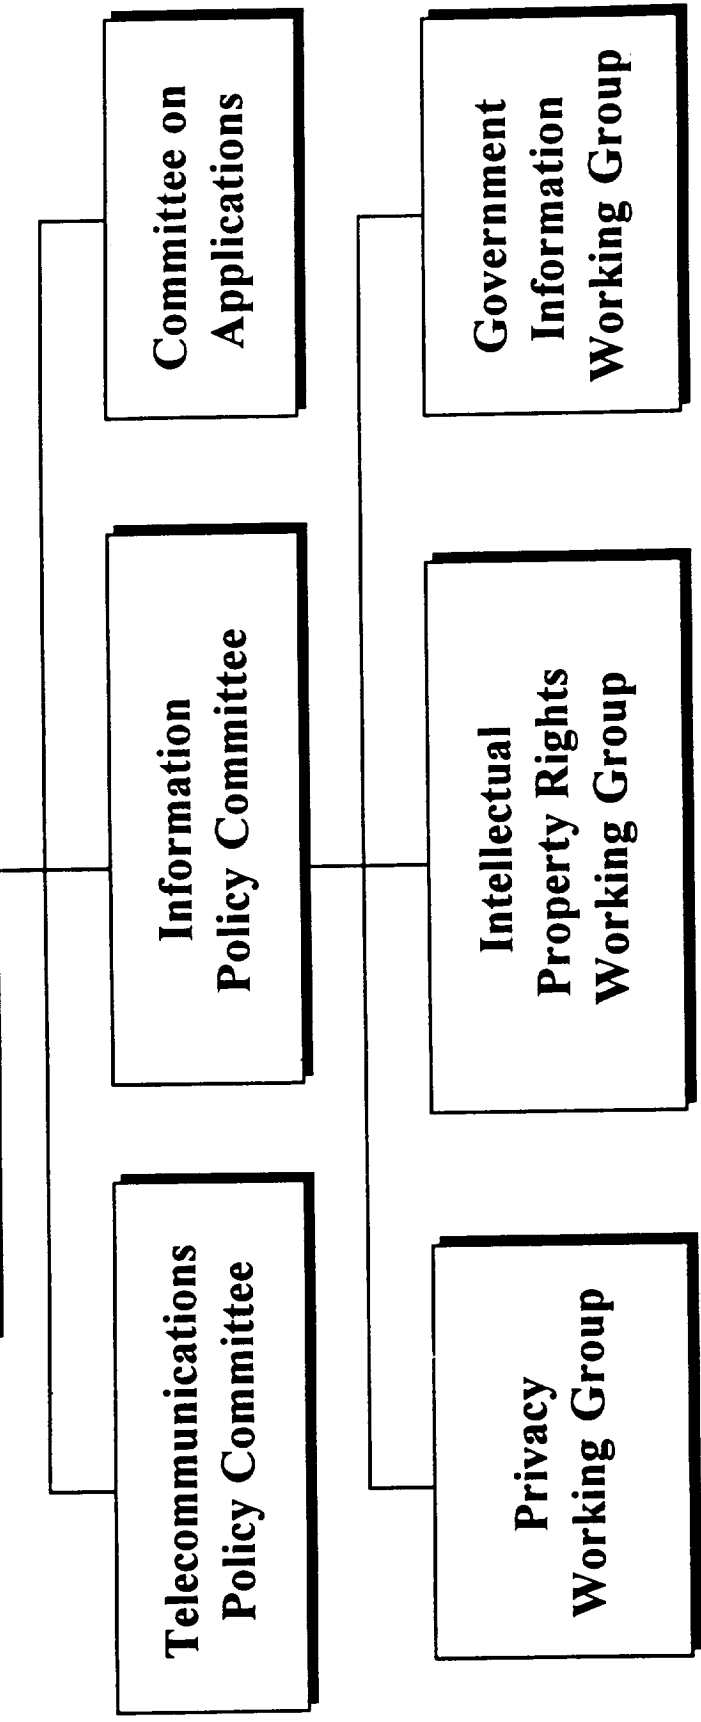 Telecommunications
Policy Committee
Information
Policy Committee
Committee on
Applications
Privacy
Working Group
Intellectual
Property Rights
Working Group
Government
Information
Working Group